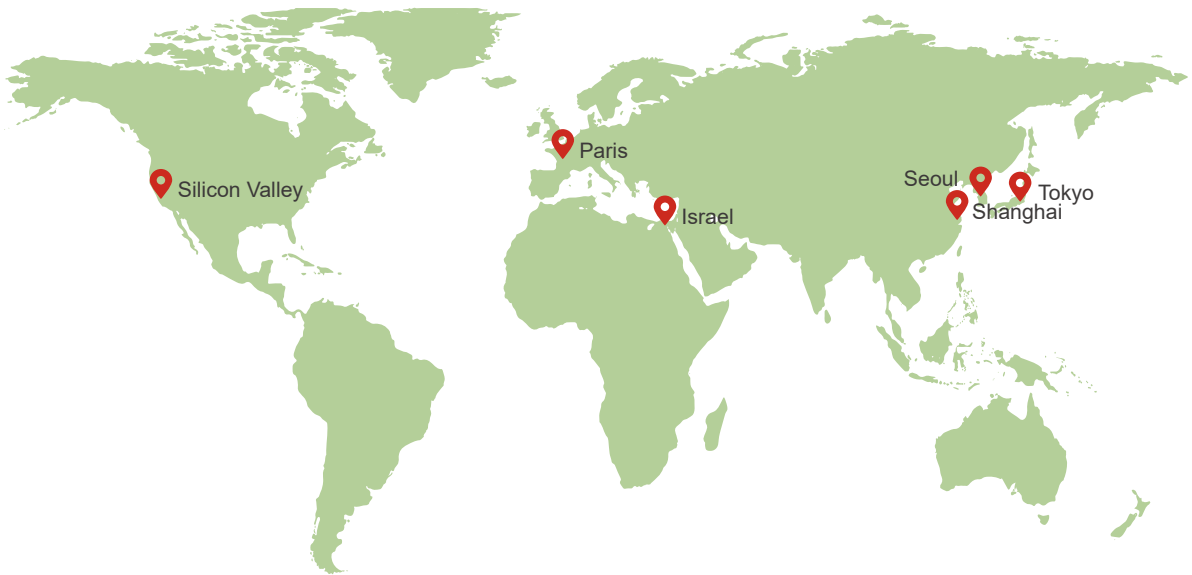 Paris
Seoul
Silicon Valley
Tokyo
Shanghai
Israel